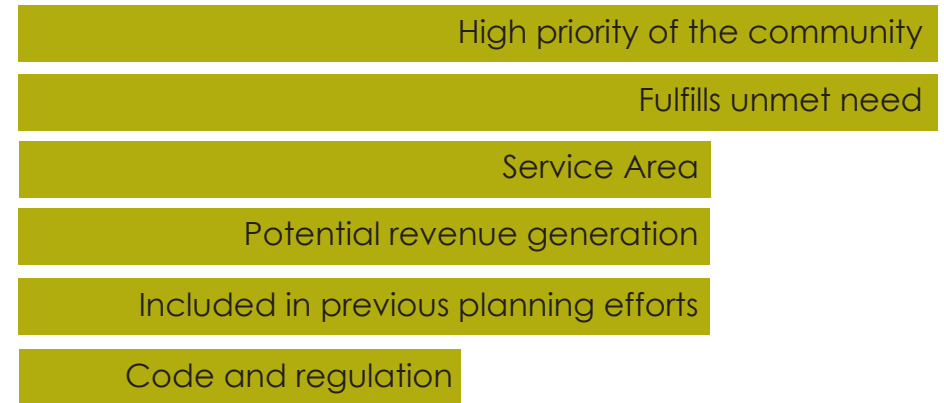 High priority of the community
Fulfills unmet need
Service Area
Potential revenue generation
Included in previous planning efforts
Code and regulation